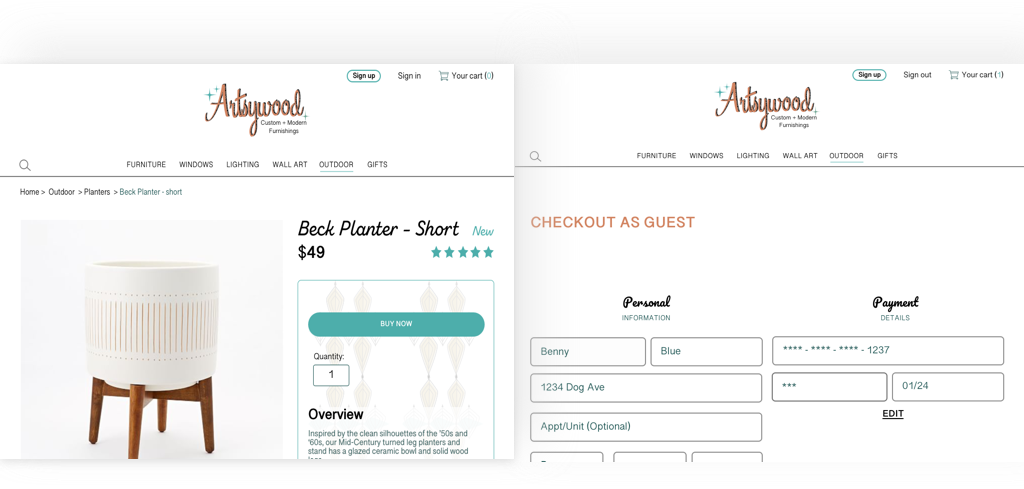 Sign up Sign in Your cart (0)
Artsywood
Custom + Modern
Furnishings
FURNITURE WINDOWS LIGHTING WALL ART OUTDOOR GIFTS
Home > Outdoor > Planters > Beck Planter - short
Beck Planter - Short New
$49
BUY NOW
Quantity:
1
Overview
Inspired by the clean silhouettes of the '50s and
'60s, our Mid-Century turned leg planters and
stand has a glazed ceramic bowl and solid wood
Sign up Sign out Your cart (1)
Artsywood
Custom + Modern
Furnishings
FURNITURE WINDOWS LIGHTING WALL ART OUTDOOR GIFTS
CHECKOUT AS GUEST
Personal
INFORMATION
Benny Blue
1234 Dog Ave
Appt/Unit (Optional)
Payment
DETAILS
**** - **** - **** - 1237
*** 01/24
EDIT